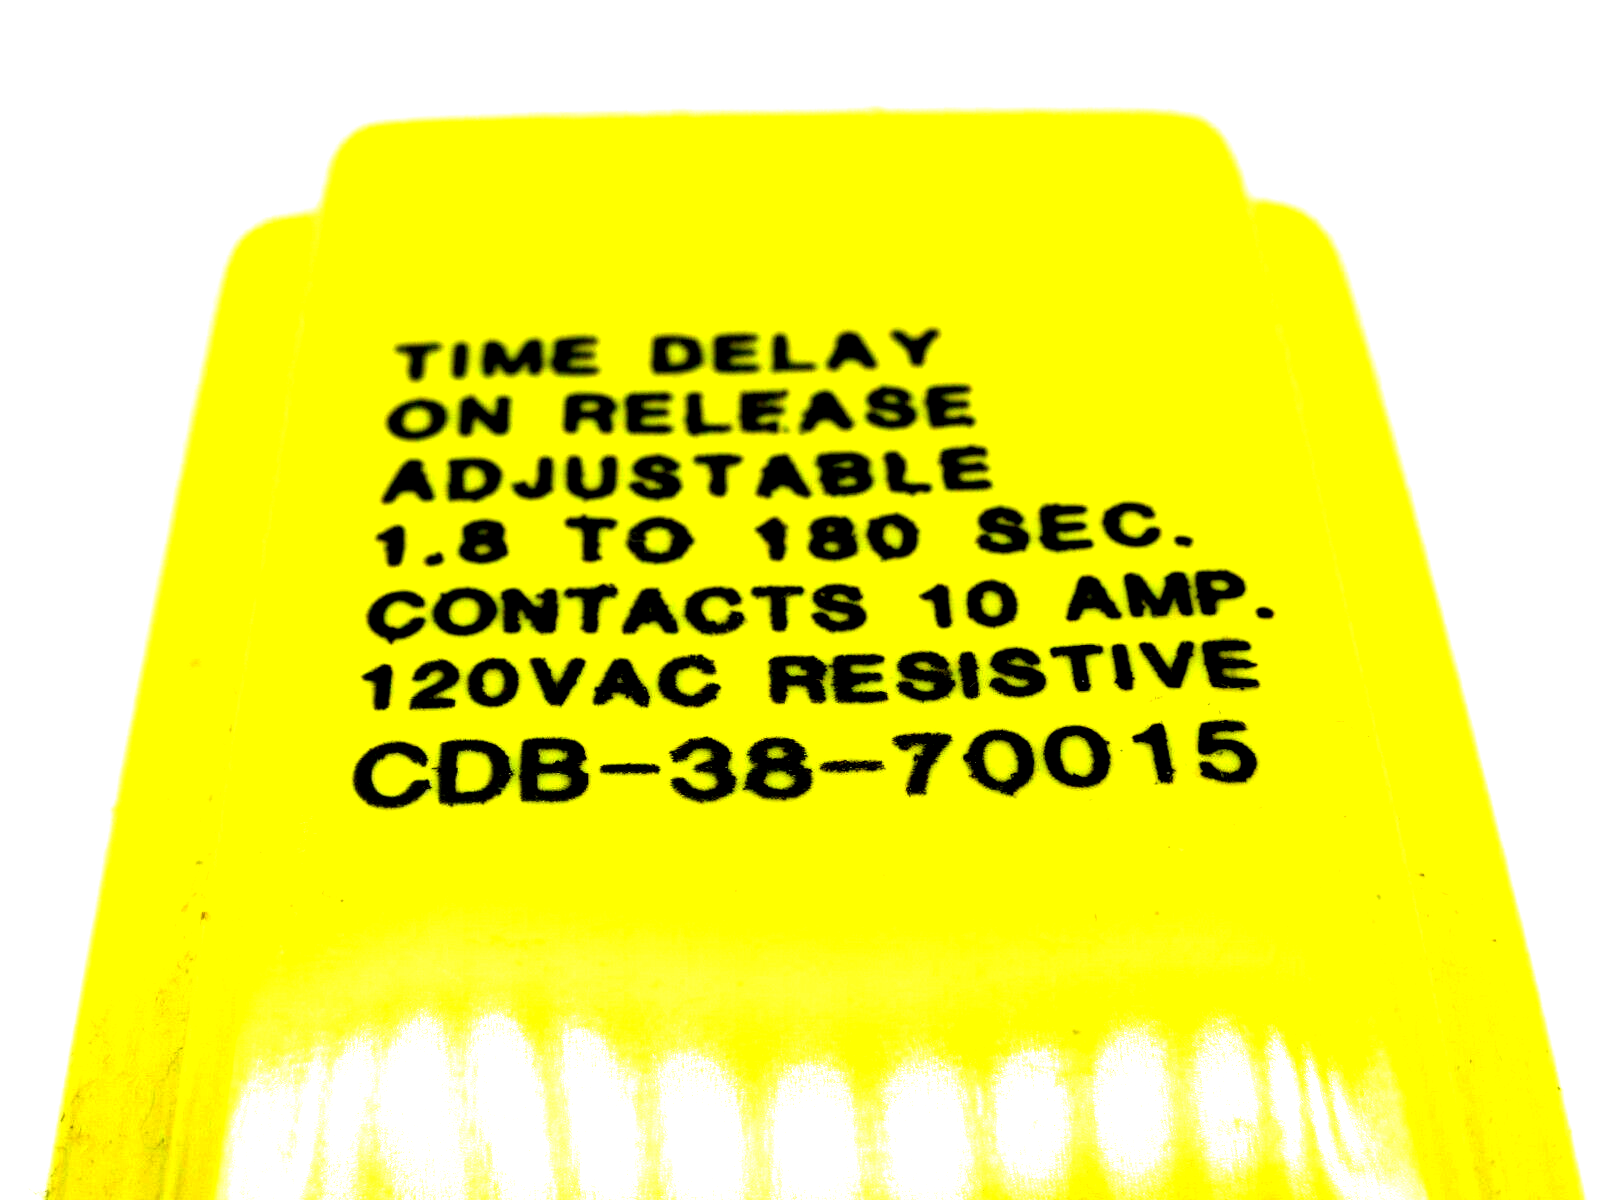 TIME DELAY
ON RELEASE
ADJUSTABLE
1.8 TO 180 SEC.
CONTACTS 10 AMP.
120VAC RESISTIVE
CDB-38-70015